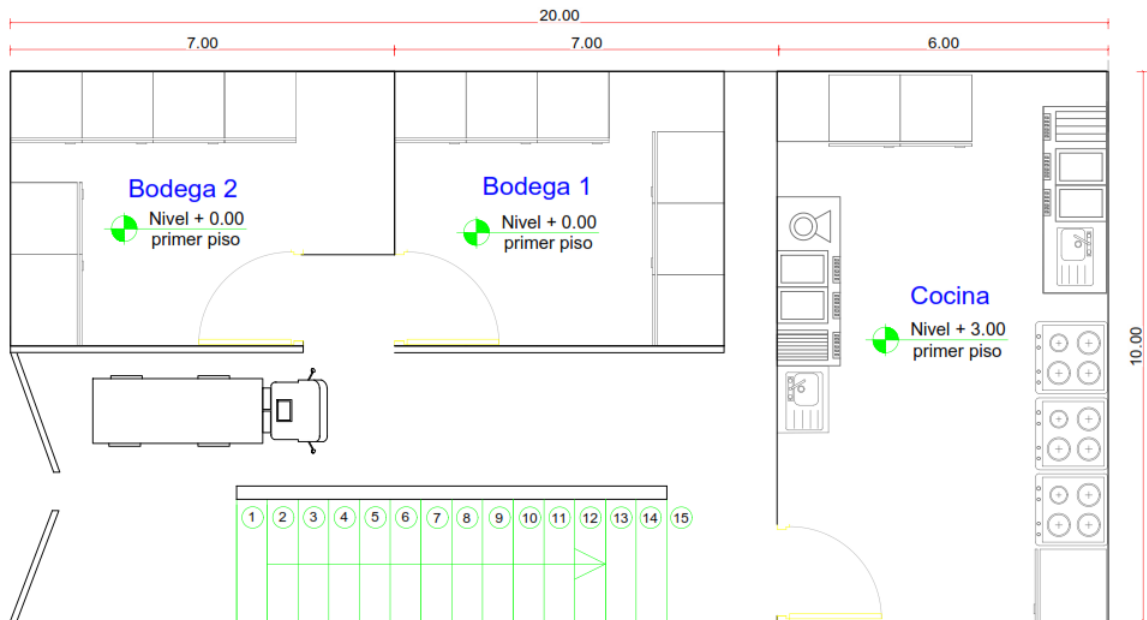 20.00
7.00
7.00
6.00
Bodega 2
Nivel + 0.00
primer piso
Bodega 1
Nivel + 0.00
primer piso
Cocina
Nivel + 3.00
primer piso
10.00
1 2 3 4 5 6 7 8 9 10 11 12 13 14 15